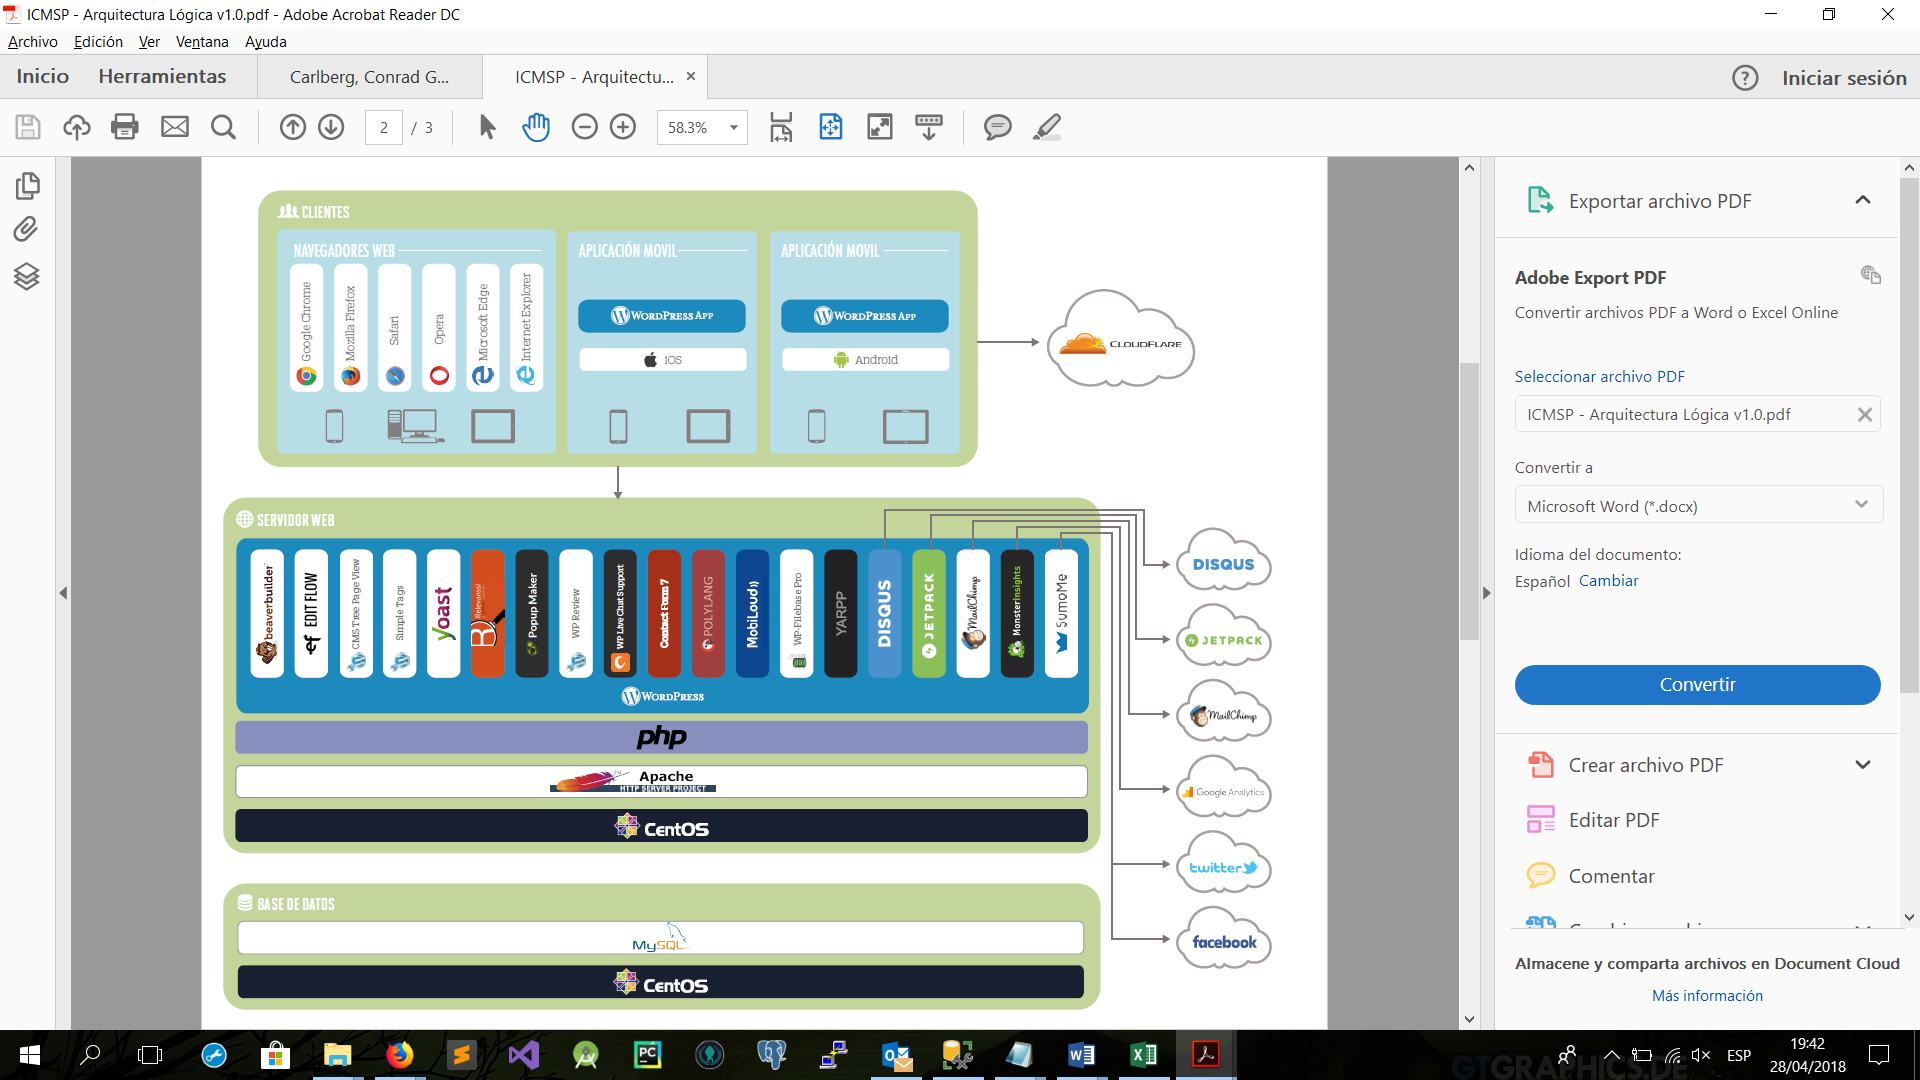 ICMSP - Arquitectura Lógica v1.0.pdf - Adobe Acrobat Reader DC
Archivo Edición Ver Ventana Ayuda
Inicio Herramientas Carlberg, Conrad G... ICMSP - Arquitectu... × ? Iniciar sesión
2 / 3 58.3%
CLIENTES
NAVEGADORES WEB
Google Chrome
Mozilla Firefox
Safari
Opera
Microsoft Edge
Internet Explorer
APLICACIÓN MOVIL
WORDPRESS APP
iOS
APLICACIÓN MOVIL
WORDPRESS APP
Android
CLOUDFLARE
SERVIDOR WEB
beaverbuilder
ef EDIT FLOW
CMS Tree Page View
Simple Tags
yoast
Relevanssi
Popup Maker
WP Review
WP Live Chat Support
Contact Form 7
POLYLANG
MobiLoud
WP-Filebase Pro
YARPP
DISQUS
JETPACK
MailChimp
MonsterInsights
SumoMe
WORDPRESS
php
Apache
HTTP SERVER PROJECT
CentOS
BASE DE DATOS
MySQL
CentOS
DISQUS
JETPACK
MailChimp
Google Analytics
twitter
facebook
Exportar archivo PDF
Adobe Export PDF
Convertir archivos PDF a Word o Excel Online
Seleccionar archivo PDF
ICMSP - Arquitectura Lógica v1.0.pdf
Convertir a
Microsoft Word (*.docx)
Idioma del documento:
Español Cambiar
Convertir
Crear archivo PDF
Editar PDF
Comentar
Almacene y comparta archivos en Document Cloud
Más información
PC
W
X
GTGRAPHICS.DE
ESP
19:42
28/04/2018